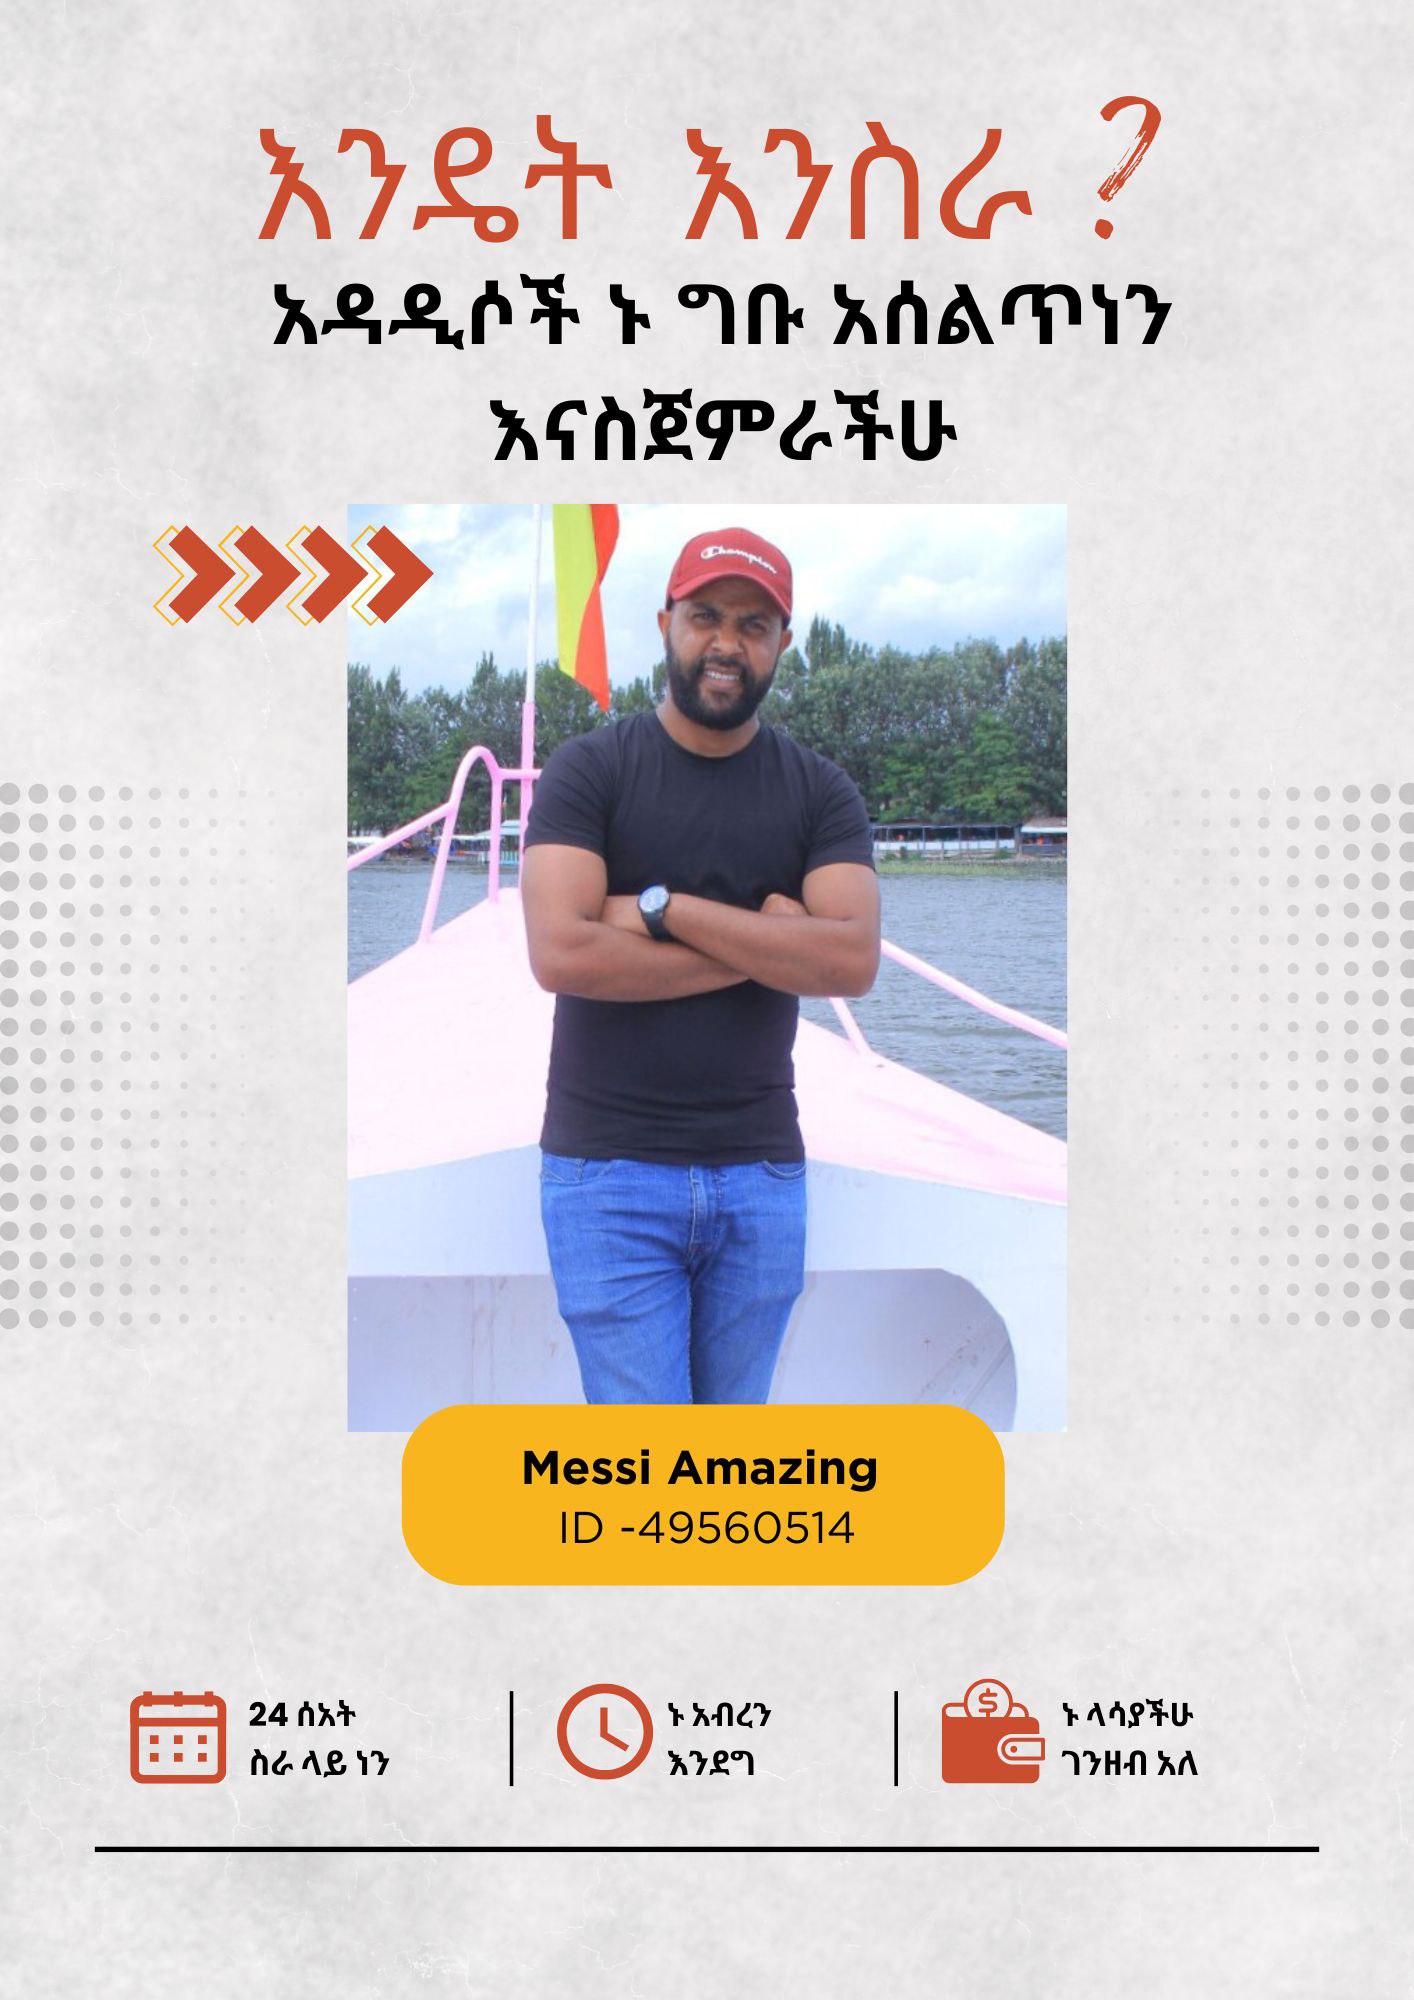 እንዴት እንስራ ?
አዳዲሶች ኑ ግቡ አሰልጥነን
እናስጀምራችሁ
Champion
Messi Amazing
ID -49560514
24 ሰአት
ስራ ላይ ነን
ኑ አብረን
እንደግ
ኑ ላሳያችሁ
ገንዘብ አለ